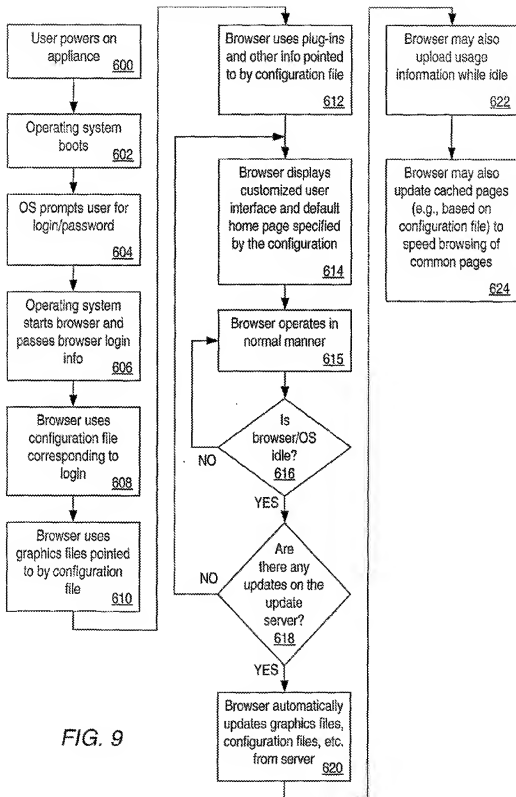 User powers on
appliance
600
Operating system
boots
602
OS prompts user for
login/password
604
Operating system
starts browser and
passes browser login
info
606
Browser uses
configuration file
corresponding to
login
608
Browser uses
graphics files pointed
to by configuration
file
610
Browser uses plug-ins
and other info pointed
to by configuration file
612
Browser displays
customized user
interface and default
home page specified
by the configuration
614
Browser operates in
normal manner
615
Is
browser/OS
idle?
616
NO
YES
Are
there any
updates on the
update
server?
618
NO
YES
Browser automatically
updates graphics files,
configuration files, etc.
from server
620
Browser may also
upload usage
information while idle
622
Browser may also
update cached pages
(e.g., based on
configuration file) to
speed browsing of
common pages
624
FIG. 9